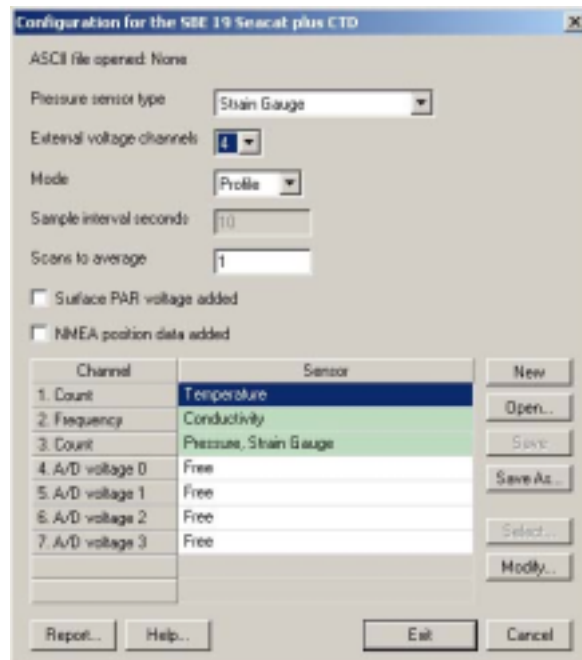 Configuration for the SBE 19 Seacat plus CTD
ASCII file opened: None
Pressure sensor type Strain Gauge
External voltage channels 4
Mode Profile
Sample interval seconds 10
Scans to average 1
Surface PAR voltage added
NMEA position data added
Channel Sensor New
1. Count Temperature
2. Frequency Conductivity Open...
3. Count Pressure, Strain Gauge Save
4. A/D voltage 0 Free Save As...
5. A/D voltage 1 Free
6. A/D voltage 2 Free Select...
7. A/D voltage 3 Free
Modify...
Report... Help... Exit Cancel